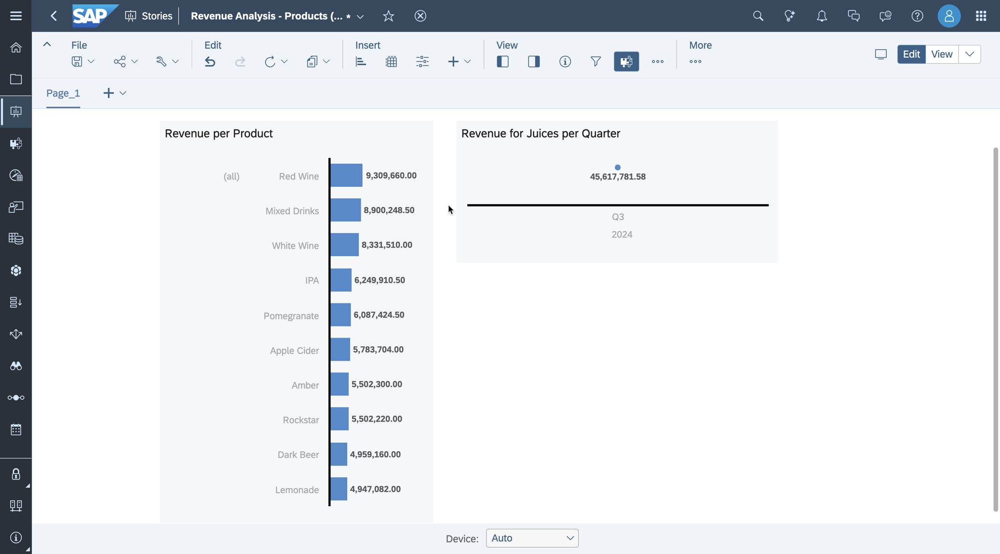 SAP
Stories
Revenue Analysis - Products (... *
File
Edit
Insert
View
More
Edit
View
Page_1
Revenue per Product
(all)
Red Wine
9,309,660.00
Mixed Drinks
8,900,248.50
White Wine
8,331,510.00
IPA
6,249,910.50
Pomegranate
6,087,424.50
Apple Cider
5,783,704.00
Amber
5,502,300.00
Rockstar
5,502,220.00
Dark Beer
4,959,160.00
Lemonade
4,947,082.00
Revenue for Juices per Quarter
45,617,781.58
Q3
2024
Device:
Auto